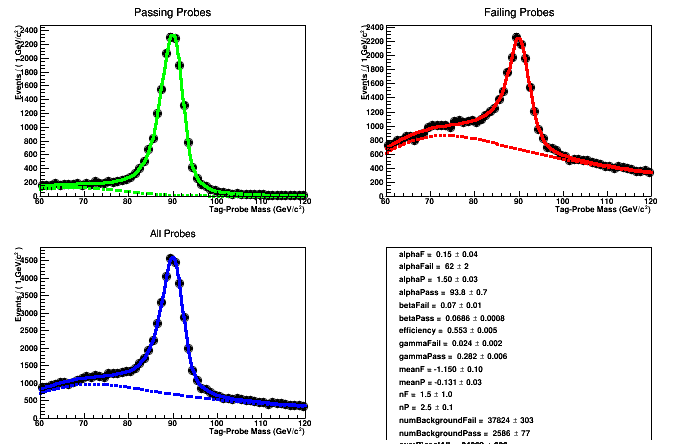 Passing Probes
Events / ( 1 GeV/c² )
2400
2200
2000
1800
1600
1400
1200
1000
800
600
400
200
0
60 70 80 90 100 110 120
Tag-Probe Mass (GeV/c²)
Failing Probes
Events / ( 1 GeV/c² )
2400
2200
2000
1800
1600
1400
1200
1000
800
600
400
200
0
60 70 80 90 100 110 120
Tag-Probe Mass (GeV/c²)
All Probes
Events / ( 1 GeV/c² )
4500
4000
3500
3000
2500
2000
1500
1000
500
0
60 70 80 90 100 110 120
Tag-Probe Mass (GeV/c²)
alphaF = 0.15 ± 0.04
alphaFail = 62 ± 2
alphaP = 1.50 ± 0.03
alphaPass = 93.8 ± 0.7
betaFail = 0.07 ± 0.01
betaPass = 0.0686 ± 0.0008
efficiency = 0.553 ± 0.005
gammaFail = 0.024 ± 0.002
gammaPass = 0.282 ± 0.006
meanF = -1.150 ± 0.10
meanP = -0.131 ± 0.03
nF = 1.5 ± 1.0
nP = 2.5 ± 0.1
numBackgroundFail = 37824 ± 303
numBackgroundPass = 2586 ± 77